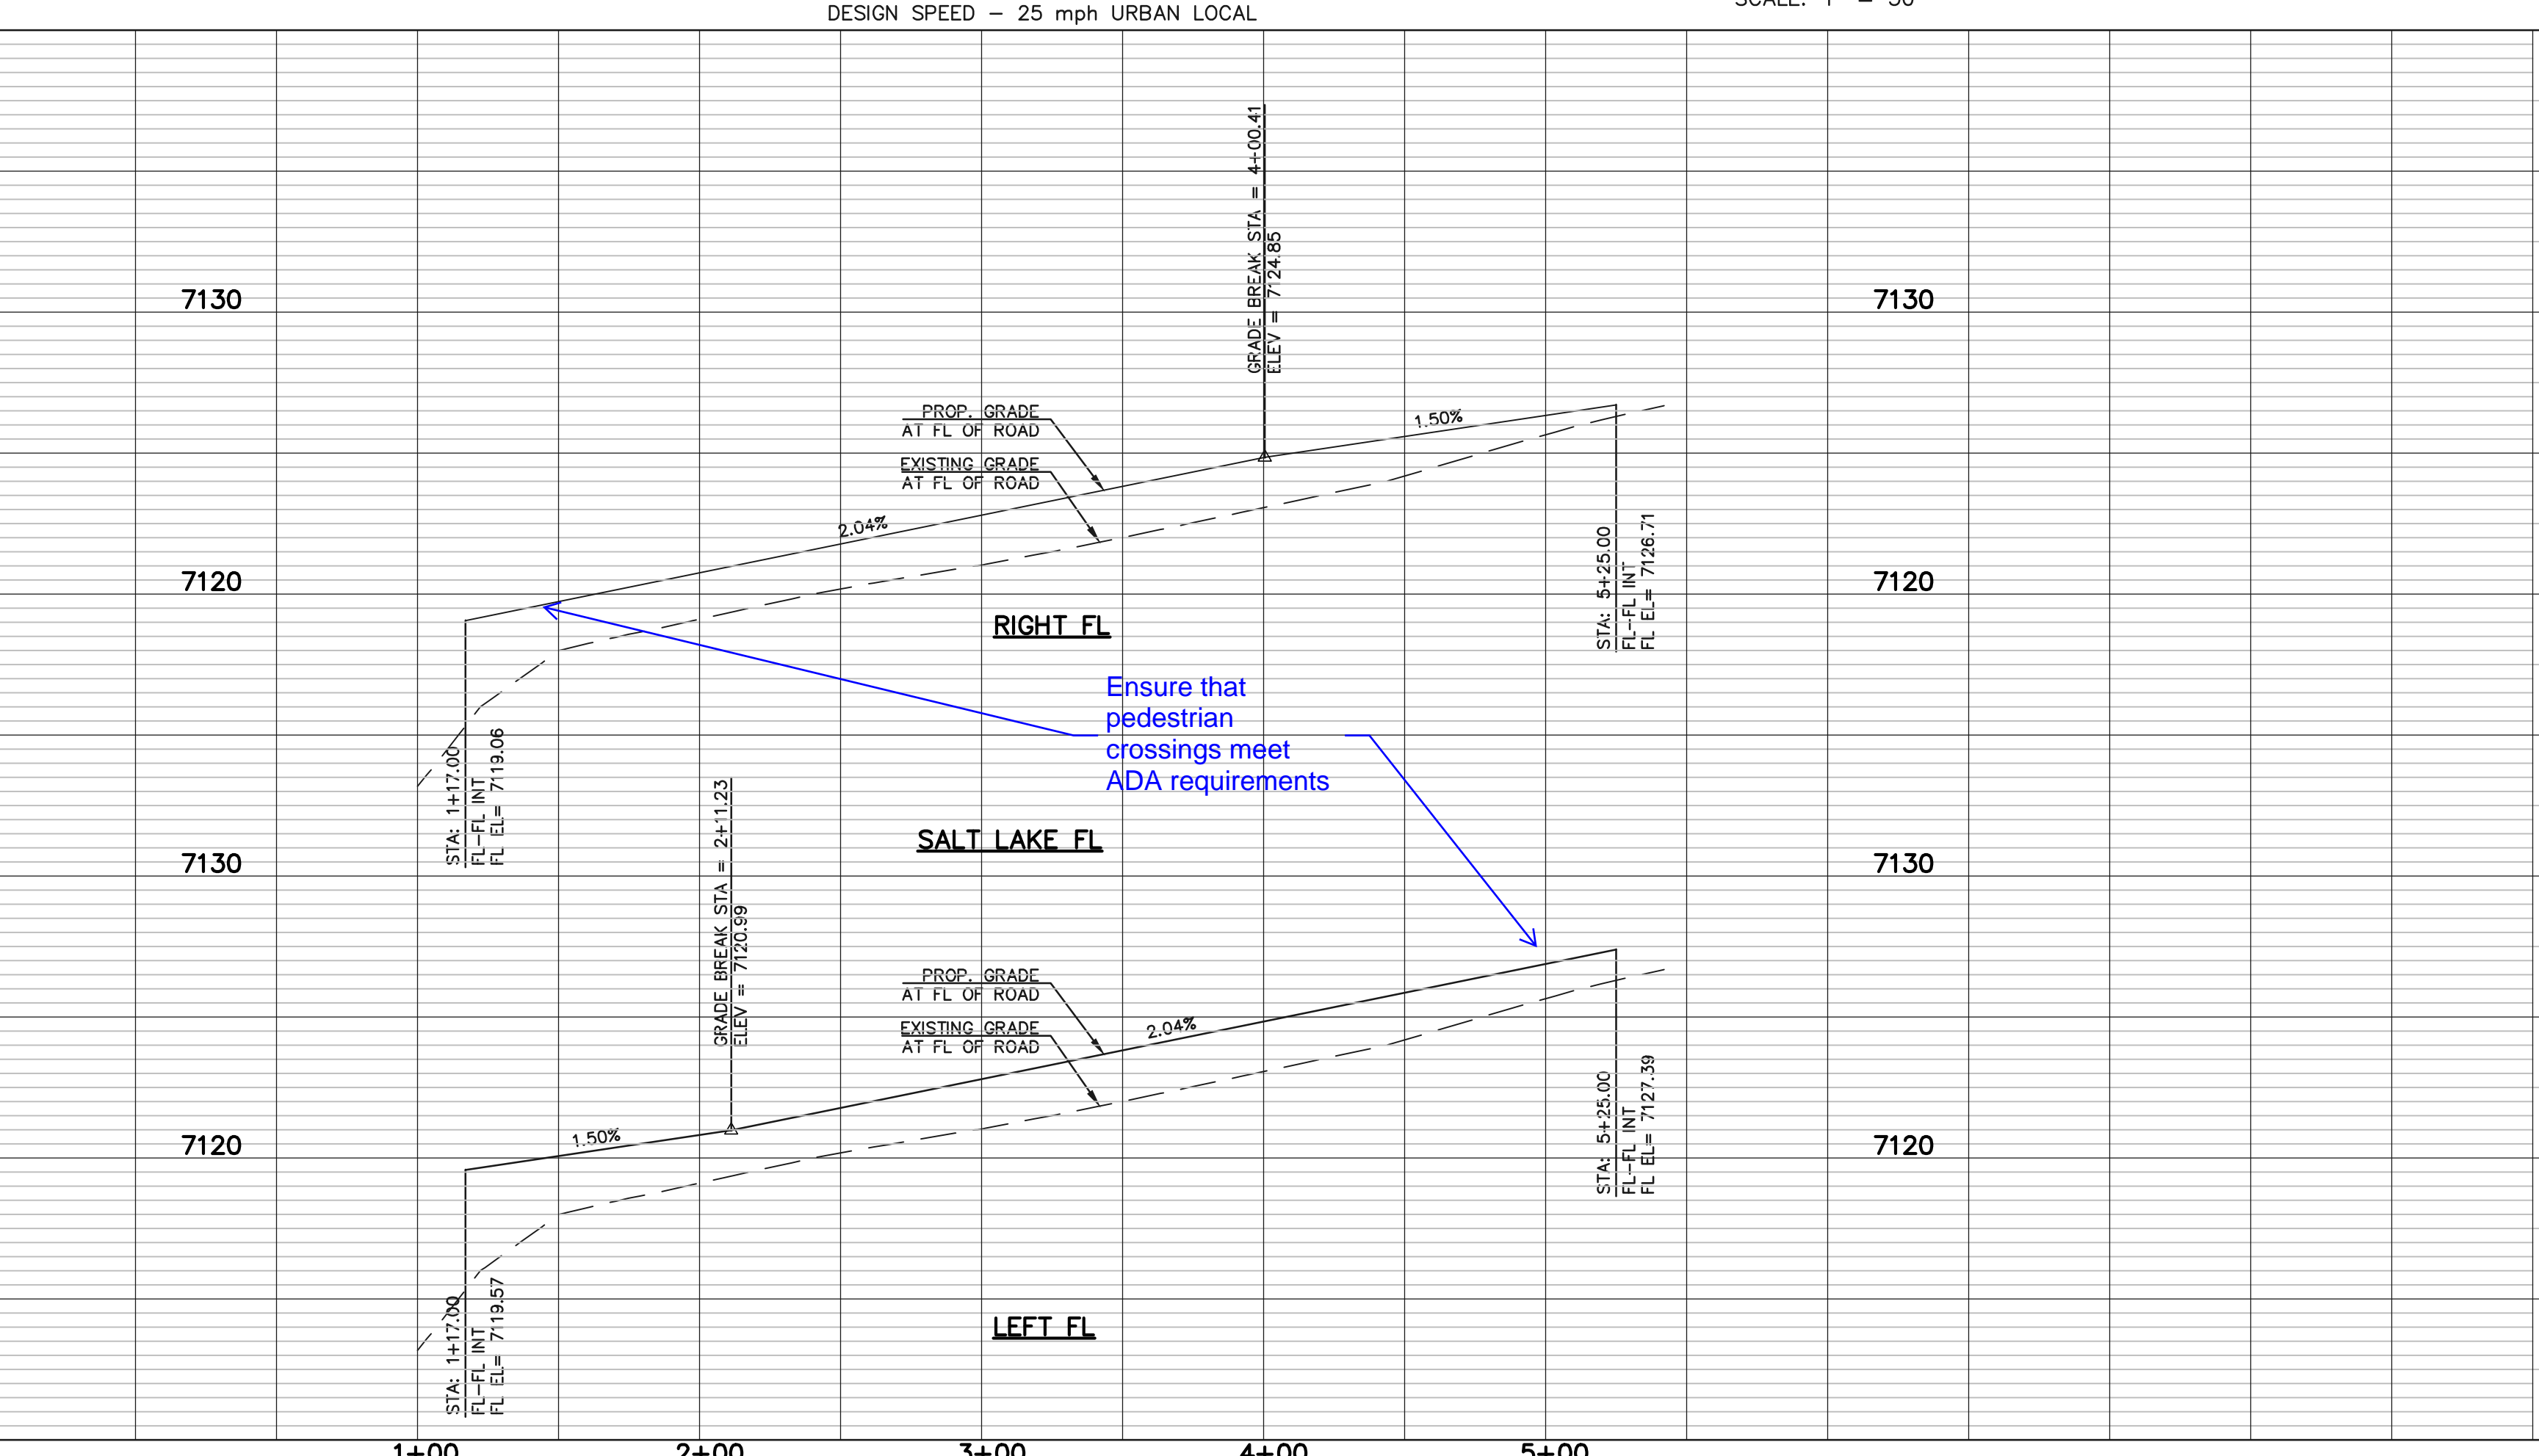 DESIGN SPEED - 25 mph URBAN LOCAL
GRADE BREAK STA = 4+00.41
ELEV = 7124.85
7130
7130
PROP. GRADE
AT FL OF ROAD
1.50%
EXISTING GRADE
AT FL OF ROAD
2.04%
7120
7120
STA: 5+25.00
FL-FL INT
FL EL= 7126.71
RIGHT FL
STA: 1+17.00
FL-FL INT
FL EL= 7119.06
Ensure that
pedestrian
crossings meet
ADA requirements
SALT LAKE FL
GRADE BREAK STA = 2+11.23
ELEV = 7120.99
7130
7130
PROP. GRADE
AT FL OF ROAD
EXISTING GRADE
AT FL OF ROAD
2.04%
1.50%
7120
7120
STA: 5+25.00
FL-FL INT
FL EL= 7127.39
STA: 1+17.00
FL-FL INT
FL EL= 7119.57
LEFT FL
1+00 2+00 3+00 4+00 5+00